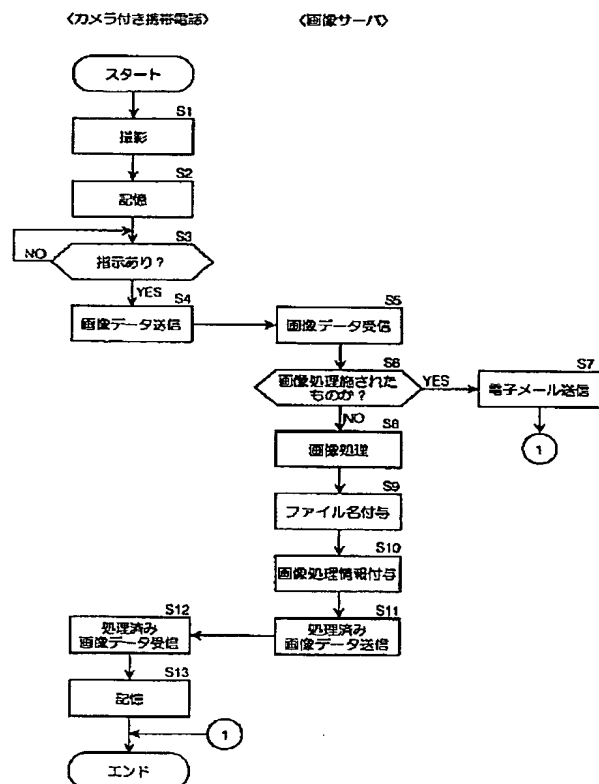 〈カメラ付き携帯電話〉
〈画像サーバ〉
スタート
S1
撮影
S2
記憶
S3
指示あり？
NO
YES
S4
画像データ送信
S5
画像データ受信
S6
画像処理施された
ものか？
YES
NO
S7
電子メール送信
1
S8
画像処理
S9
ファイル名付与
S10
画像処理情報付与
S11
処理済み
画像データ送信
S12
処理済み
画像データ受信
S13
記憶
1
エンド